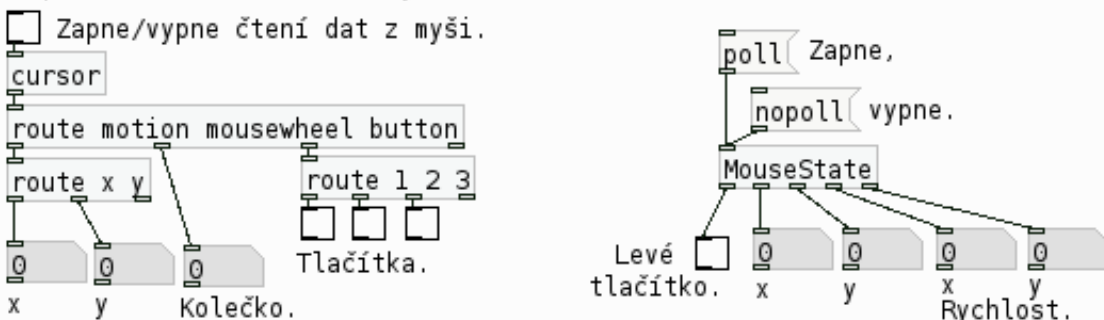 Zapne/vypne čtení dat z myši.
cursor
route motion mousewheel button
route x y
route 1 2 3
0
0
0
Tlačítka.
x
y
Kolečko.
poll
Zapne,
nopoll
vypne.
MouseState
Levé
tlačítko.
0
0
0
0
x
y
x
y
Rychlost.